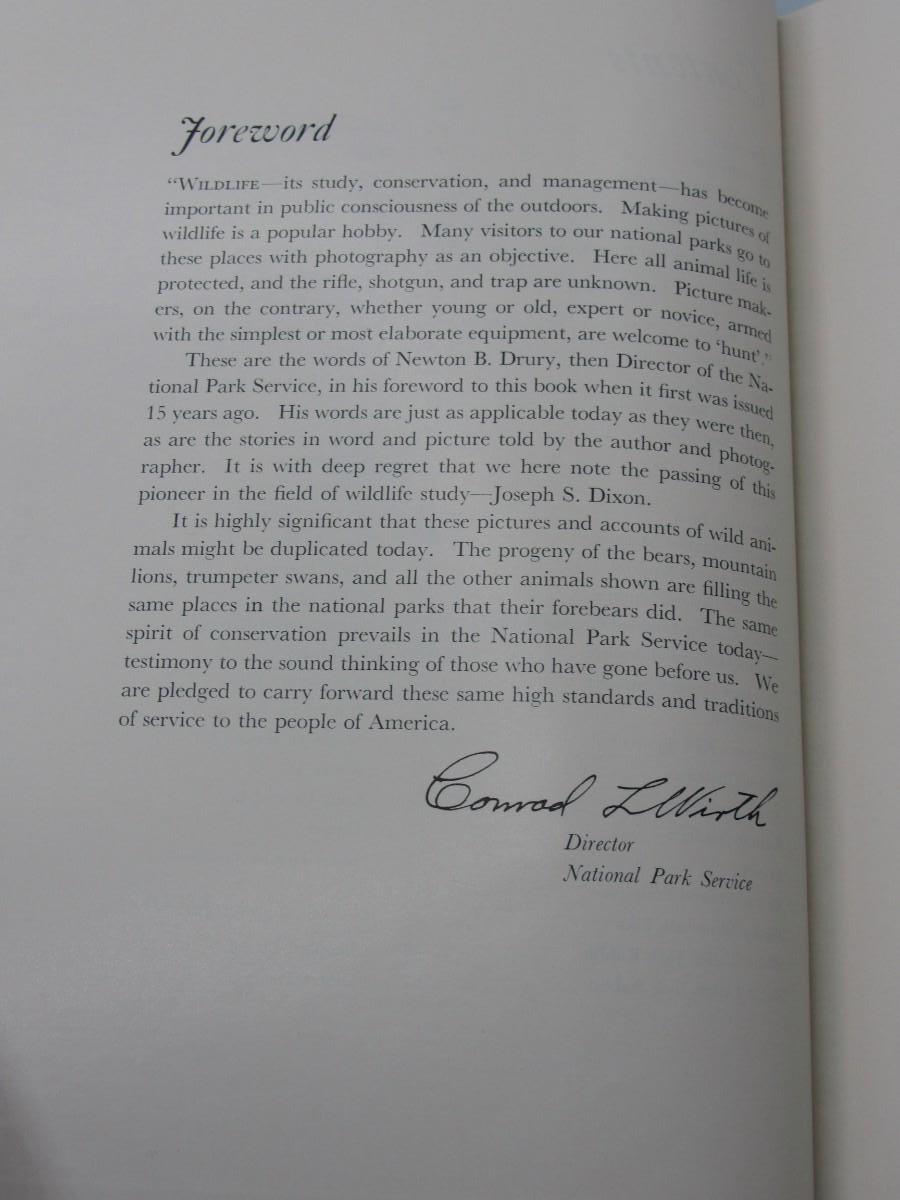 Foreword
“WILDLIFE—its study, conservation, and management—has become
important in public consciousness of the outdoors. Making pictures of
wildlife is a popular hobby. Many visitors to our national parks go to
these places with photography as an objective. Here all animal life is
protected, and the rifle, shotgun, and trap are unknown. Picture mak-
ers, on the contrary, whether young or old, expert or novice, armed
with the simplest or most elaborate equipment, are welcome to ‘hunt’.”
These are the words of Newton B. Drury, then Director of the Na-
tional Park Service, in his foreword to this book when it first was issued
15 years ago. His words are just as applicable today as they were then,
as are the stories in word and picture told by the author and photog-
rapher. It is with deep regret that we here note the passing of this
pioneer in the field of wildlife study—Joseph S. Dixon.
It is highly significant that these pictures and accounts of wild ani-
mals might be duplicated today. The progeny of the bears, mountain
lions, trumpeter swans, and all the other animals shown are filling the
same places in the national parks that their forebears did. The same
spirit of conservation prevails in the National Park Service today—
testimony to the sound thinking of those who have gone before us. We
are pledged to carry forward these same high standards and traditions
of service to the people of America.
Conrad L Wirth
Director
National Park Service